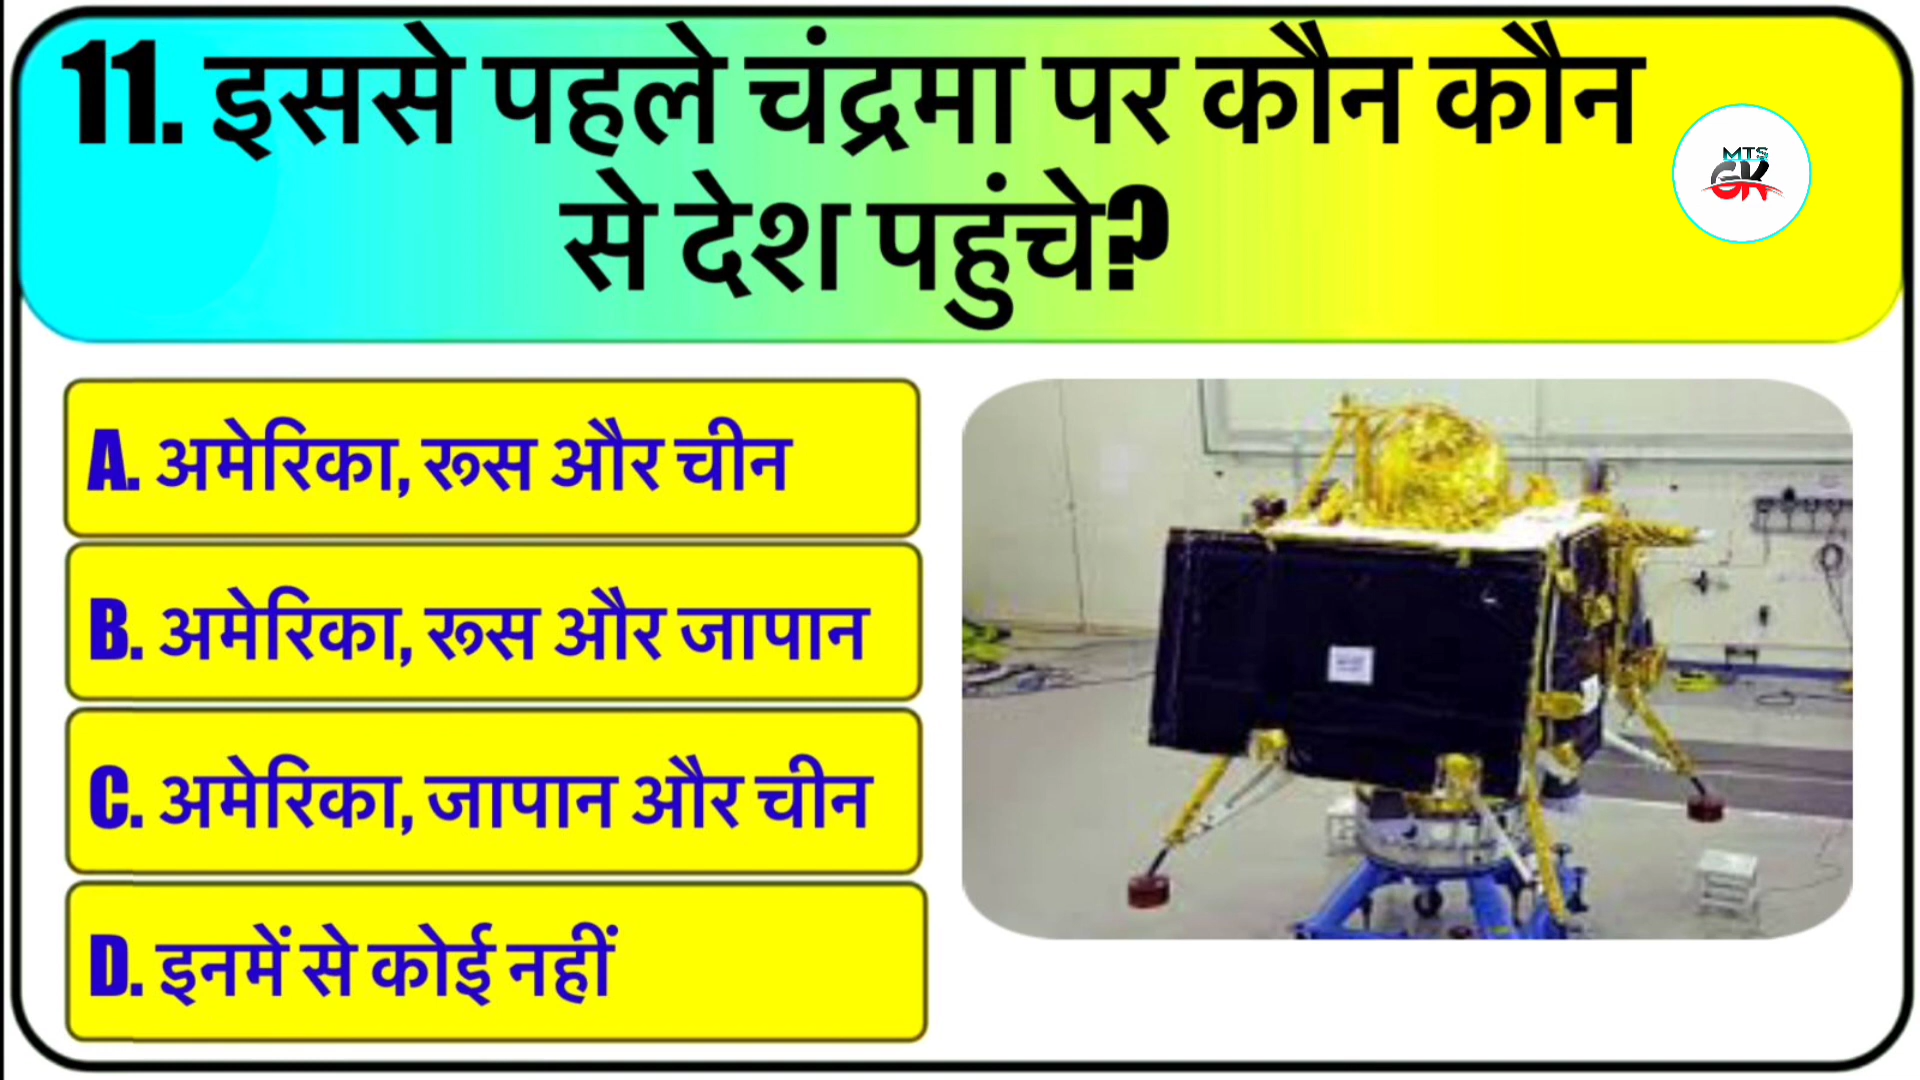 11. इससे पहले चंद्रमा पर कौन कौन
से देश पहुंचे?
MTS
GK
A. अमेरिका, रूस और चीन
B. अमेरिका, रूस और जापान
C. अमेरिका, जापान और चीन
D. इनमें से कोई नहीं